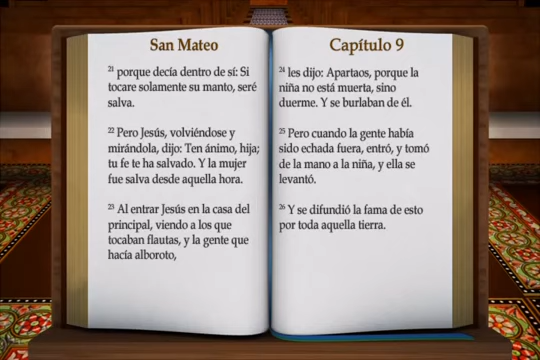 San Mateo
21 porque decía dentro de sí: Si
tocare solamente su manto, seré
salva.
22 Pero Jesús, volviéndose y
mirándola, dijo: Ten ánimo, hija;
tu fe te ha salvado. Y la mujer
fue salva desde aquella hora.
23 Al entrar Jesús en la casa del
principal, viendo a los que
tocaban flautas, y la gente que
hacía alboroto,
Capítulo 9
24 les dijo: Apartaos, porque la
niña no está muerta, sino
duerme. Y se burlaban de él.
25 Pero cuando la gente había
sido echada fuera, entró, y tomó
de la mano a la niña, y ella se
levantó.
26 Y se difundió la fama de esto
por toda aquella tierra.